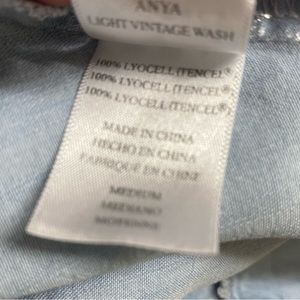 ANYA
LIGHT VINTAGE WASH
100% LYOCELL (TENCEL®
100% LYOCELL (TENCEL®
100% LYOCELL (TENCEL®
MADE IN CHINA
HECHO EN CHINA
FABRIQUE EN CHINE
MEDIUM
MEDIANO
MOYENNE